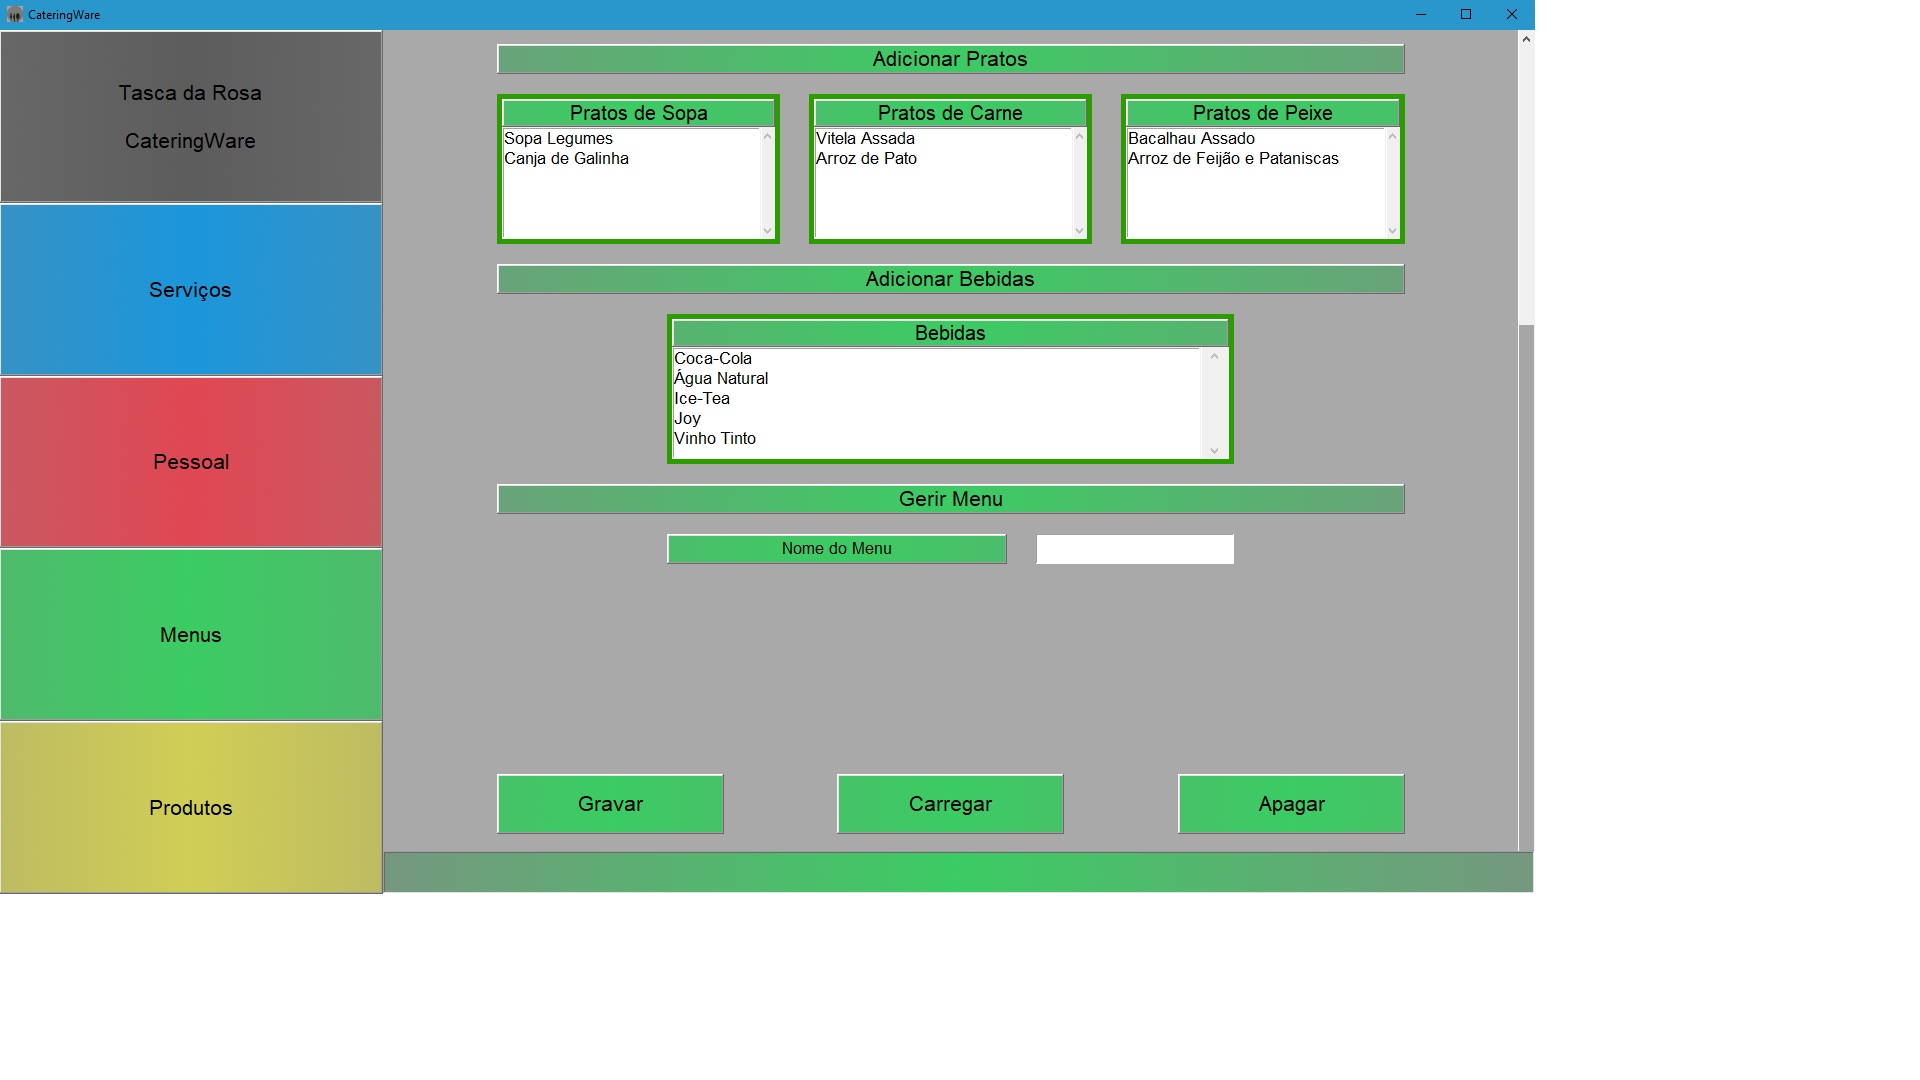 CateringWare
Tasca da Rosa
CateringWare
Serviços
Pessoal
Menus
Produtos
Adicionar Pratos
Pratos de Sopa
Sopa Legumes
Canja de Galinha
Pratos de Carne
Vitela Assada
Arroz de Pato
Pratos de Peixe
Bacalhau Assado
Arroz de Feijão e Pataniscas
Adicionar Bebidas
Bebidas
Coca-Cola
Água Natural
Ice-Tea
Joy
Vinho Tinto
Gerir Menu
Nome do Menu
Gravar
Carregar
Apagar